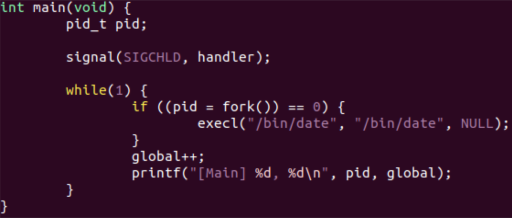 int main(void) {
pid_t pid;
signal(SIGCHLD, handler);
while(1) {
if ((pid = fork()) == 0) {
execl("/bin/date", "/bin/date", NULL);
}
global++;
printf("[Main] %d, %d\n", pid, global);
}
}